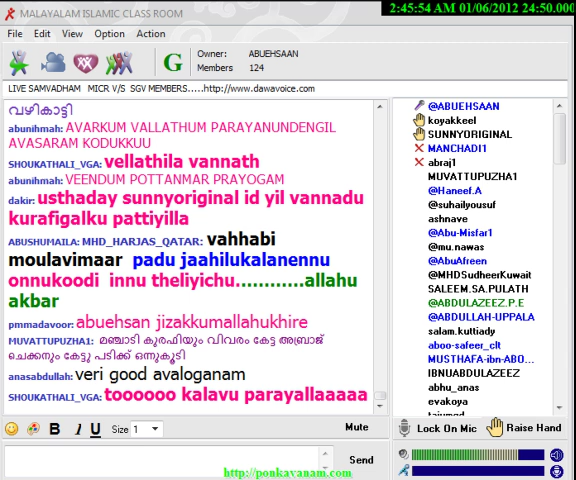 MALAYALAM ISLAMIC CLASS ROOM
2:45:54 AM 01/06/2012 24:50.000
File Edit View Option Action
G
Owner: ABUEHSAAN
Members 124
LIVE SAMVADHAM MICR V/S SGV MEMBERS.....http://www.dawavoice.com
വഴികാട്ടി
abunihmah: AVARKUM VALLATHUM PARAYANUNDENGIL
AVASARAM KODUKKUU
SHOUKATHALI_VGA: vellathila vannath
abunihmah: VEENDUM POTTANMAR PRAYOGAM
dakir: usthaday sunnyoriginal id yil vannadu
kurafigalku pattiyilla
ABUSHUMAILA: MHD_HARJAS_QATAR: vahhabi
moulavimaar padu jaahilukalanennu
onnukoodi innu theliyichu............allahu
akbar
pmmadavoor: abuehsan jizakkumallahukhire
MUVATTUPUZHA1: മഞ്ചാടി കുരഫിയും വിവരം കേട്ട അബ്രാജ്
ചെക്കനും കേട്ടു പടിക്ക് ഒന്നുകൂടി
anasabdullah: veri good avaloganam
SHOUKATHALI_VGA: toooooo kalavu parayallaaaaa
@ABUEHSAAN
koyakkeel
SUNNYORIGINAL
MANCHADI1
abraj1
MUVATTUPUZHA1
@Haneef.A
@suhailyousuf
ashnave
@Abu-Misfar1
@mu.nawas
@AbuAfreen
@MHDSudheerKuwait
SALEEM.SA.PULATH
@ABDULAZEEZ.P.E
@ABDULLAH-UPPALA
salam.kuttiady
aboo-safeer_clt
MUSTHAFA-ibn-ABO...
IBNUABDULAZEEZ
abhu_anas
evakoya
B I U Size 1 Mute
Lock On Mic Raise Hand
Send
http://ponkavanam.com